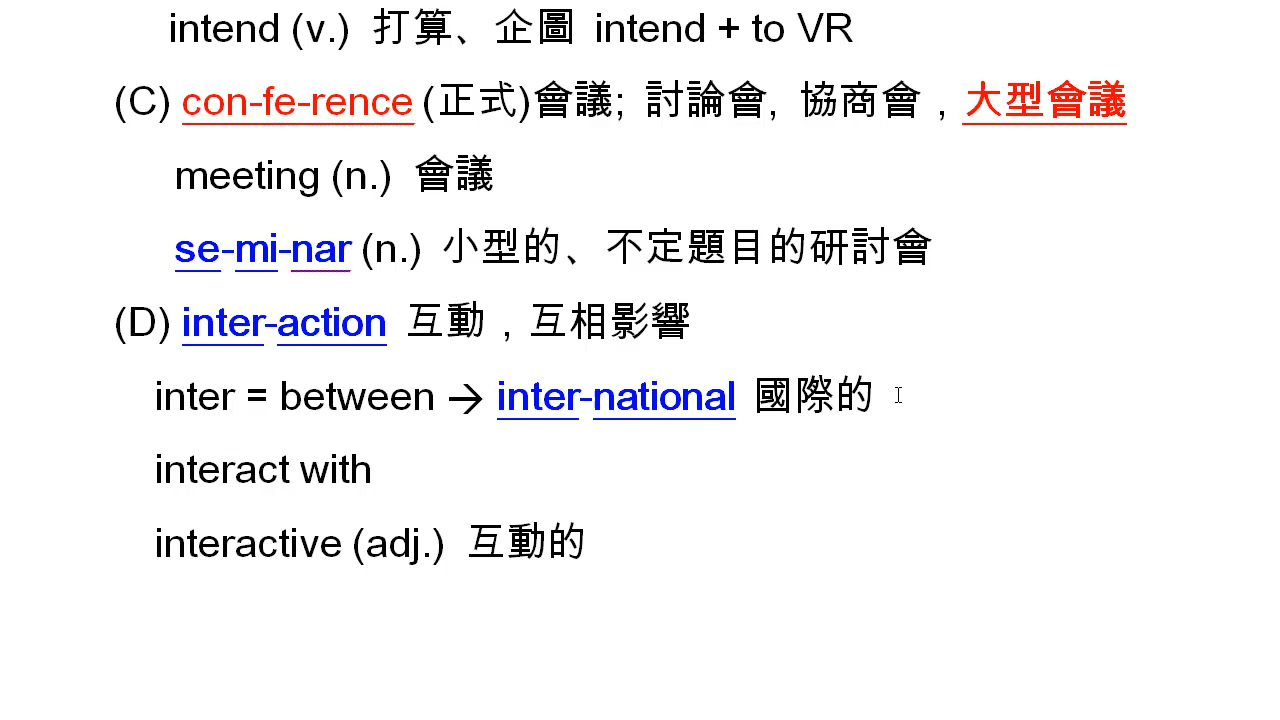 intend (v.) 打算、企圖 intend + to VR
(C) con-fe-rence (正式)會議; 討論會, 協商會，大型會議
meeting (n.) 會議
se-mi-nar (n.) 小型的、不定題目的研討會
(D) inter-action 互動，互相影響
inter = between → inter-national 國際的
interact with
interactive (adj.) 互動的